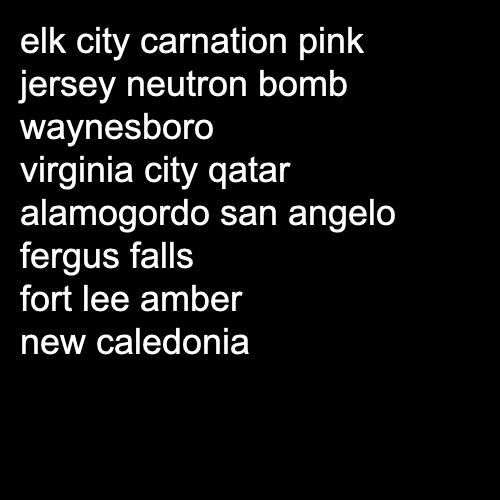 elk city carnation pink
jersey neutron bomb
waynesboro
virginia city qatar
alamogordo san angelo
fergus falls
fort lee amber
new caledonia